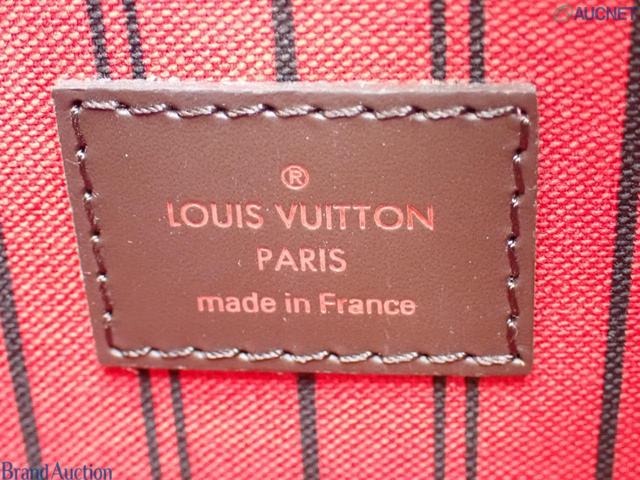 AUCNET
®
LOUIS VUITTON
PARIS
made in France
Brand Auction